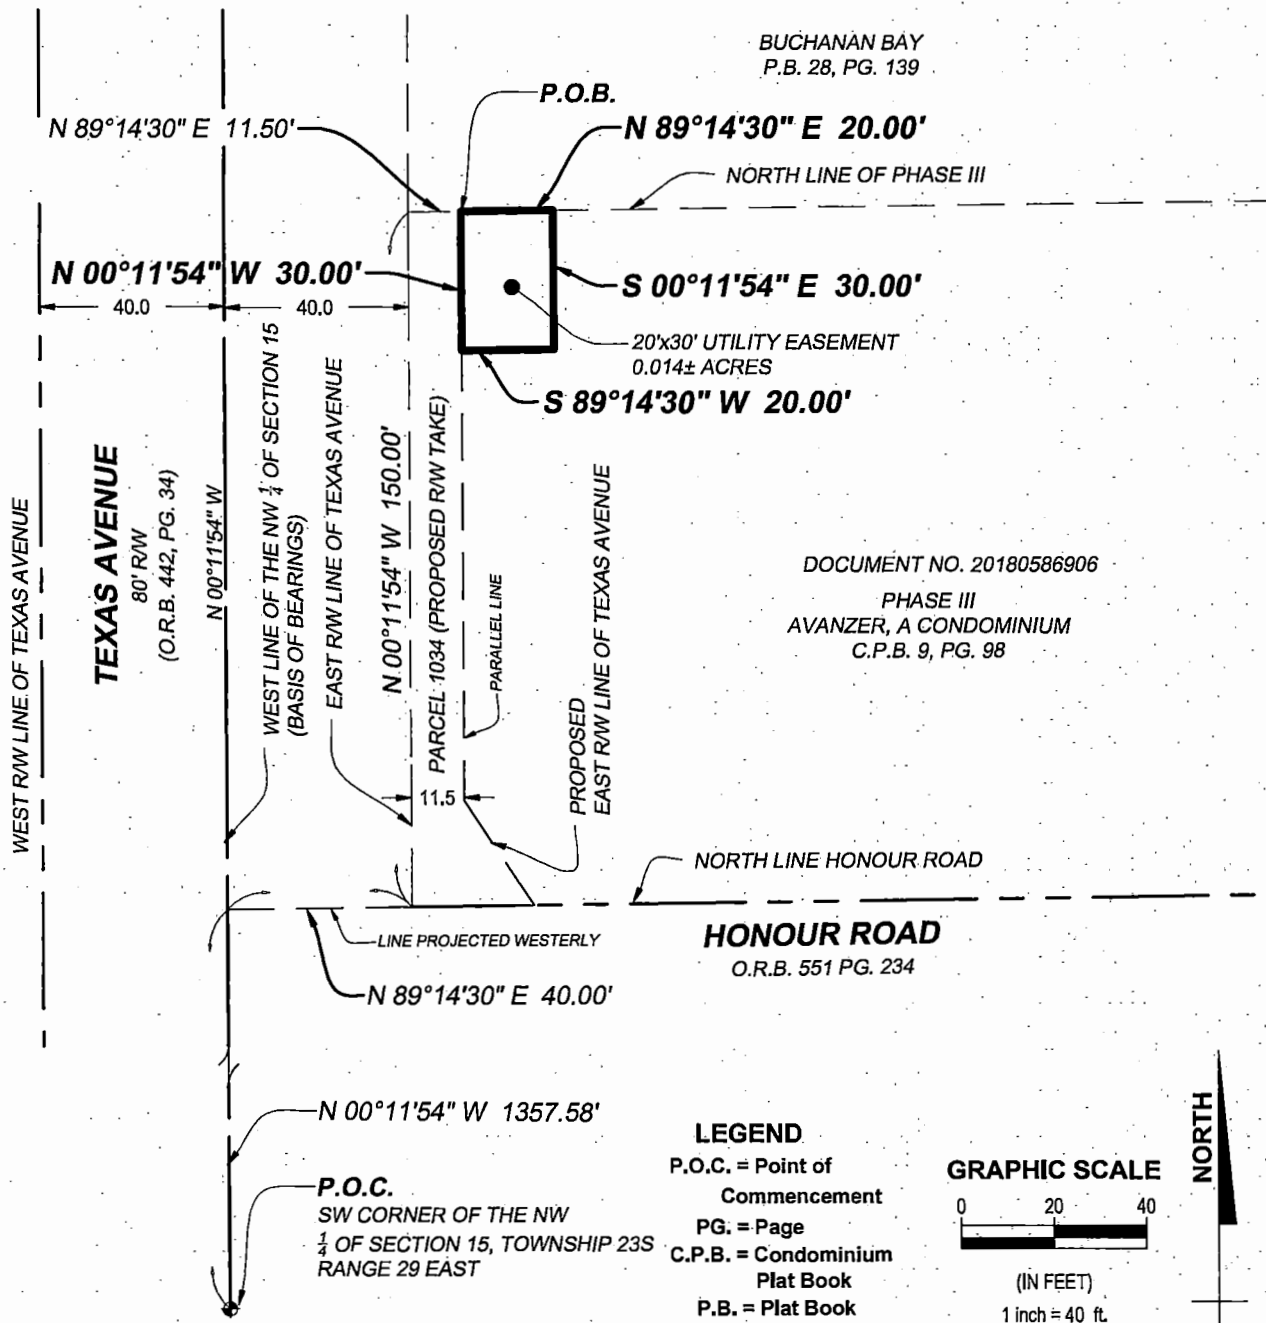 BUCHANAN BAY
P.B. 28, PG. 139
P.O.B.
N 89°14'30" E 11.50'
N 89°14'30" E 20.00'
NORTH LINE OF PHASE III
N 00°11'54" W 30.00'
S 00°11'54" E 30.00'
40.0
40.0
20'x30' UTILITY EASEMENT
0.014± ACRES
S 89°14'30" W 20.00'
WEST R/W LINE OF TEXAS AVENUE
TEXAS AVENUE
80' R/W
(O.R.B. 442, PG. 34)
N 00°11'54" W
WEST LINE OF THE NW 1/4 OF SECTION 15
(BASIS OF BEARINGS)
EAST R/W LINE OF TEXAS AVENUE
N 00°11'54" W 150.00'
PARCEL 1034 (PROPOSED R/W TAKE)
PARALLEL LINE
PROPOSED
EAST R/W LINE OF TEXAS AVENUE
DOCUMENT NO. 20180586906
PHASE III
AVANZER, A CONDOMINIUM
C.P.B. 9, PG. 98
11.5
NORTH LINE HONOUR ROAD
LINE PROJECTED WESTERLY
HONOUR ROAD
O.R.B. 551 PG. 234
N 89°14'30" E 40.00'
N 00°11'54" W 1357.58'
P.O.C.
SW CORNER OF THE NW
1/4 OF SECTION 15, TOWNSHIP 23S
RANGE 29 EAST
LEGEND
P.O.C. = Point of
Commencement
PG. = Page
C.P.B. = Condominium
Plat Book
P.B. = Plat Book
GRAPHIC SCALE
0 20 40
(IN FEET)
1 inch = 40 ft.
NORTH